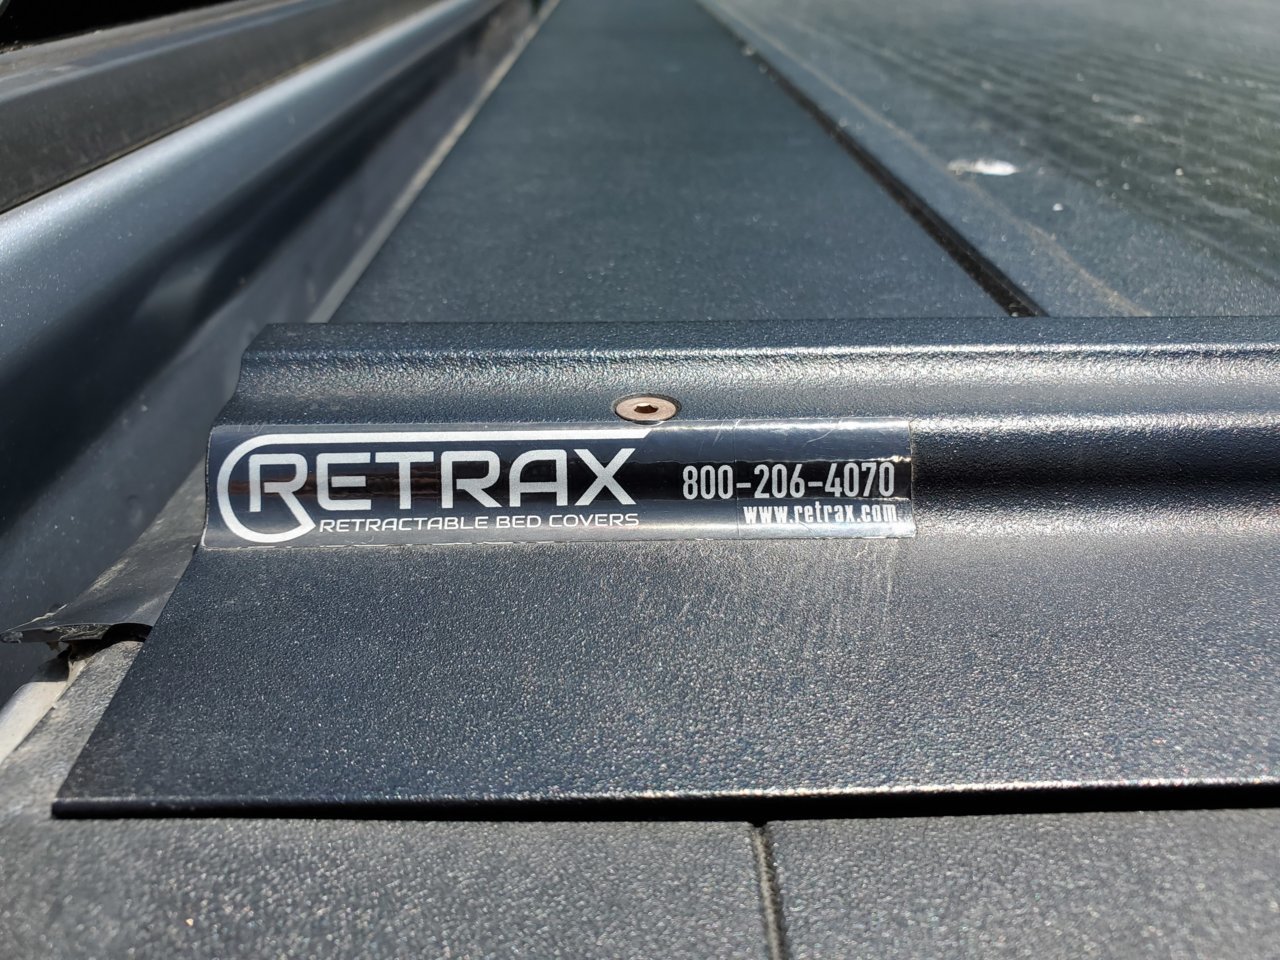 RETRAX
RETRACTABLE BED COVERS
800-206-4070
www.retrax.com